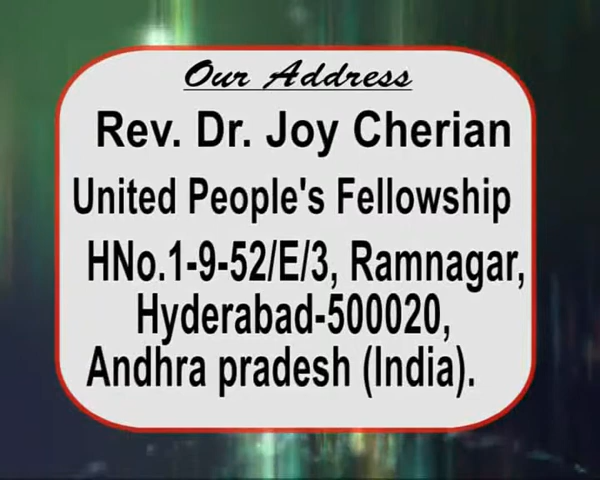 Our Address
Rev. Dr. Joy Cherian
United People's Fellowship
HNo.1-9-52/E/3, Ramnagar,
Hyderabad-500020,
Andhra pradesh (India).